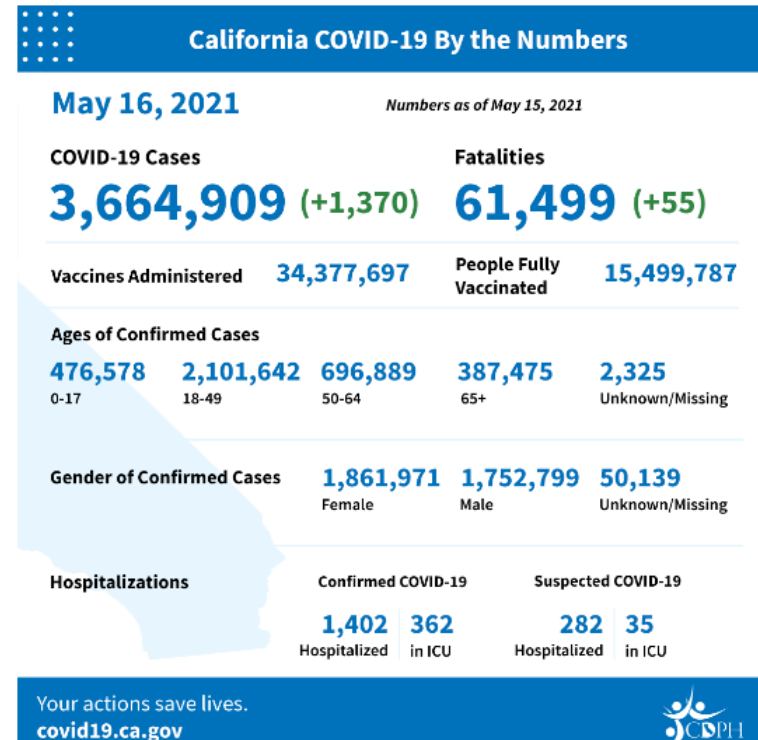 California COVID-19 By the Numbers
May 16, 2021
Numbers as of May 15, 2021
COVID-19 Cases
3,664,909 (+1,370)
Fatalities
61,499 (+55)
Vaccines Administered 34,377,697
People Fully
Vaccinated
15,499,787
Ages of Confirmed Cases
476,578
0-17
2,101,642
18-49
696,889
50-64
387,475
65+
2,325
Unknown/Missing
Gender of Confirmed Cases
1,861,971
Female
1,752,799
Male
50,139
Unknown/Missing
Hospitalizations
Confirmed COVID-19
1,402
Hospitalized
362
in ICU
Suspected COVID-19
282
Hospitalized
35
in ICU
Your actions save lives.
covid19.ca.gov
CDPH